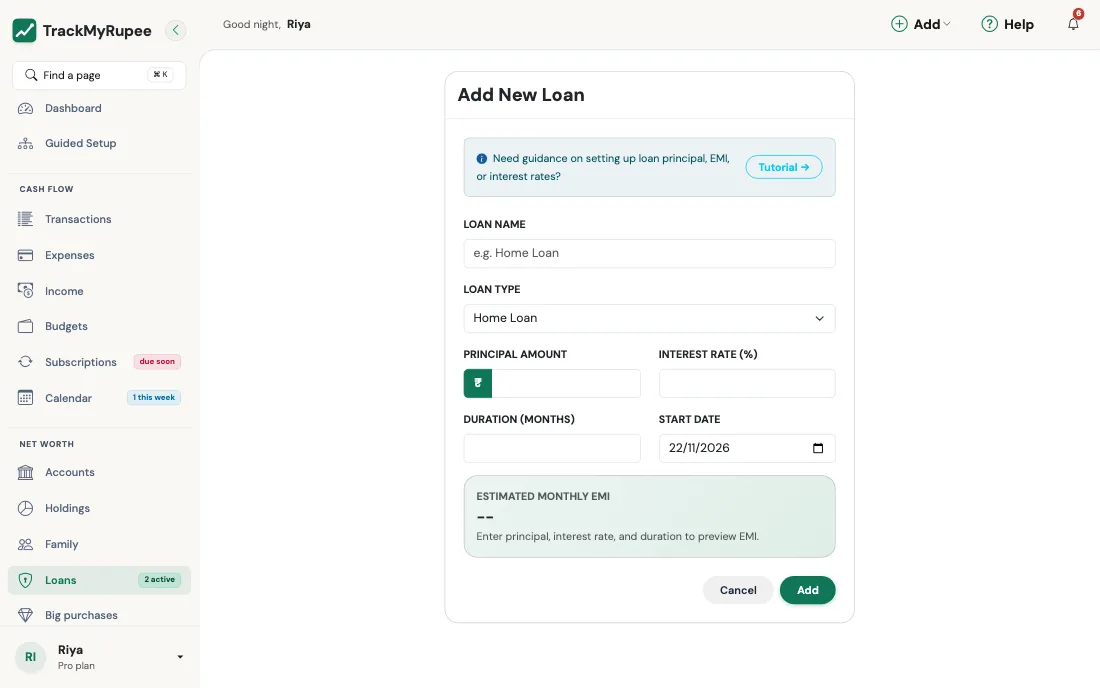 TrackMyRupee
Find a page
⌘ K
Dashboard
Guided Setup
CASH FLOW
Transactions
Expenses
Income
Budgets
Subscriptions due soon
Calendar 1 this week
NET WORTH
Accounts
Holdings
Family
Loans 2 active
Big purchases
RI
Riya
Pro plan
Good night, Riya
Add
Help
6
Add New Loan
Need guidance on setting up loan principal, EMI,
or interest rates?
Tutorial →
LOAN NAME
e.g. Home Loan
LOAN TYPE
Home Loan
PRINCIPAL AMOUNT INTEREST RATE (%)
₹
DURATION (MONTHS) START DATE
22/11/2026
ESTIMATED MONTHLY EMI
--
Enter principal, interest rate, and duration to preview EMI.
Cancel Add